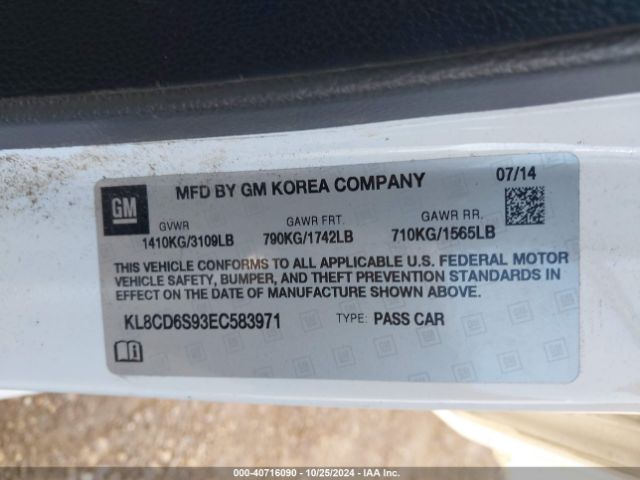 GM
MFD BY GM KOREA COMPANY
07/14
GVWR
GAWR FRT.
GAWR RR.
1410KG/3109LB
790KG/1742LB
710KG/1565LB
THIS VEHICLE CONFORMS TO ALL APPLICABLE U.S. FEDERAL MOTOR
VEHICLE SAFETY, BUMPER, AND THEFT PREVENTION STANDARDS IN
EFFECT ON THE DATE OF MANUFACTURE SHOWN ABOVE.
KL8CD6S93EC583971
TYPE: PASS CAR
000-40716090 - 10/25/2024 - IAA Inc.